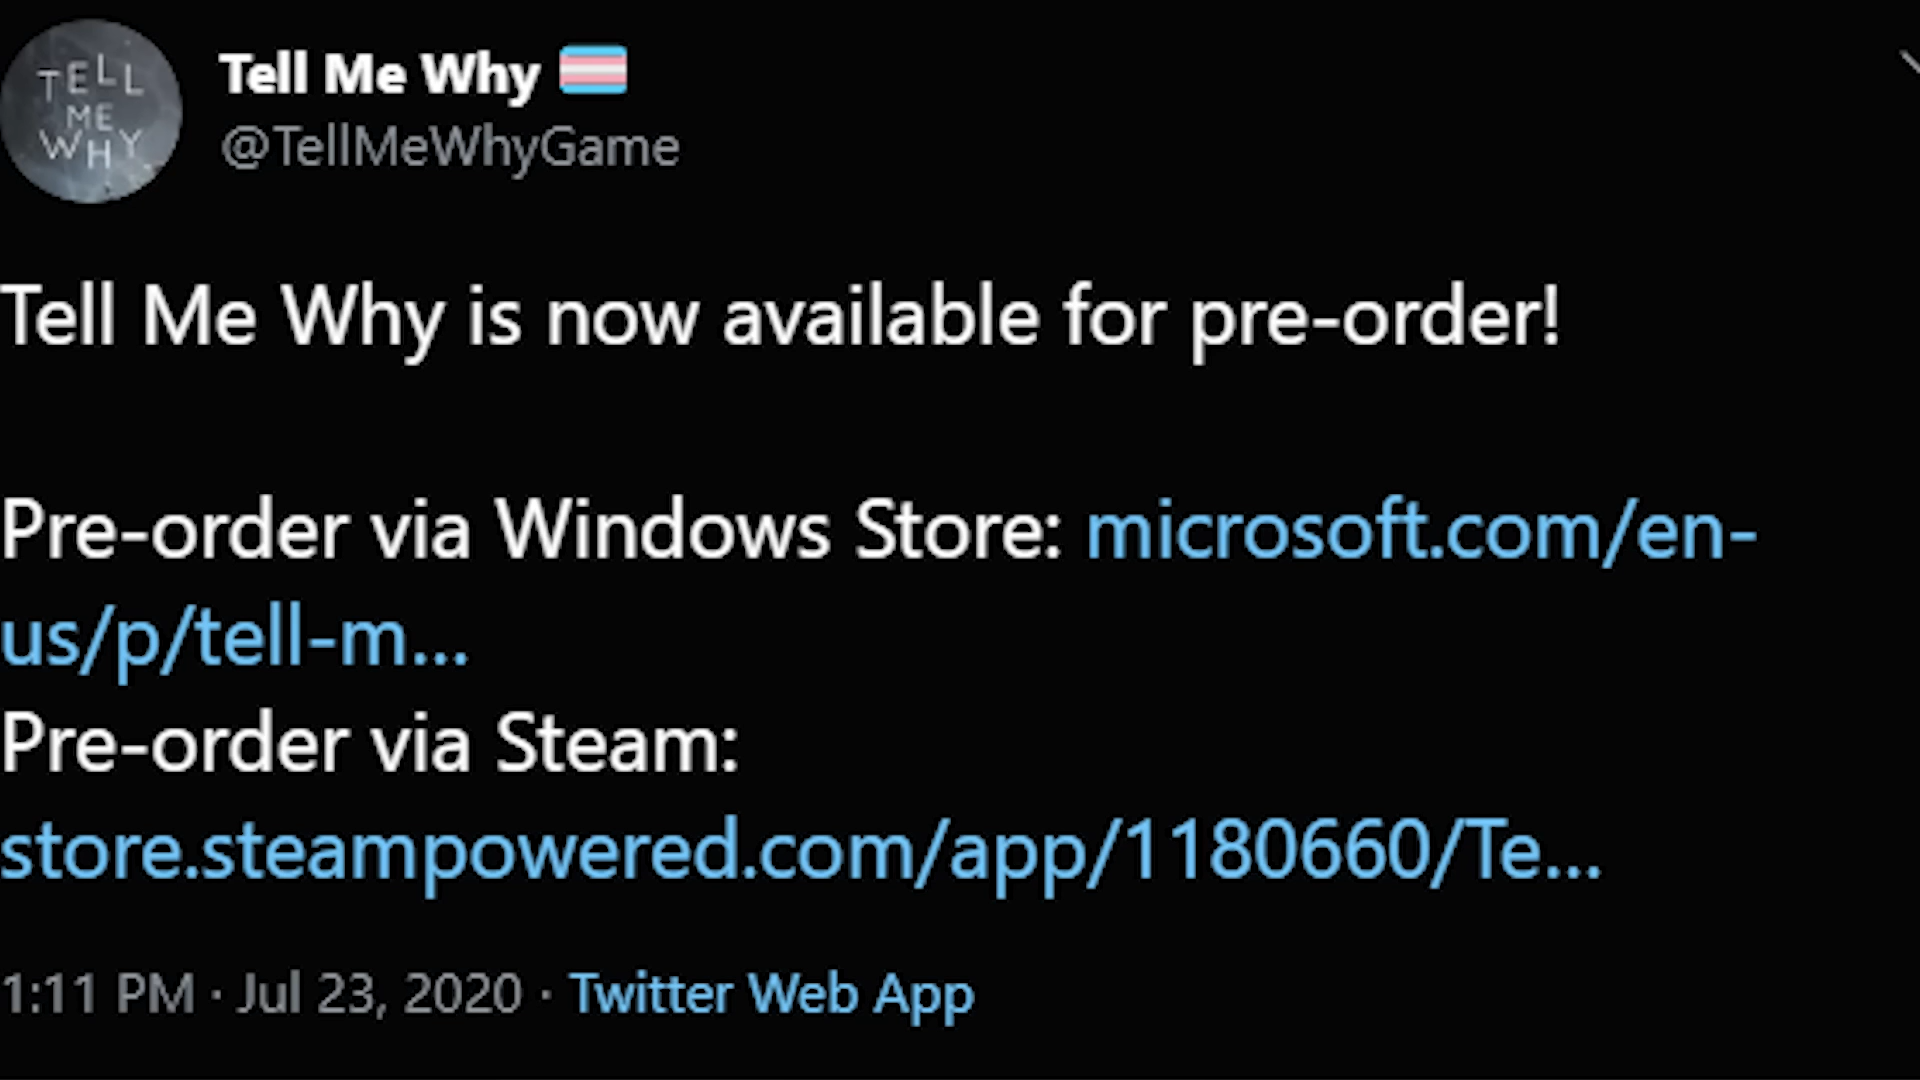 TELL
ME
WHY
Tell Me Why
@TellMeWhyGame
Tell Me Why is now available for pre-order!
Pre-order via Windows Store: microsoft.com/en-
us/p/tell-m...
Pre-order via Steam:
store.steampowered.com/app/1180660/Te...
1:11 PM · Jul 23, 2020 · Twitter Web App